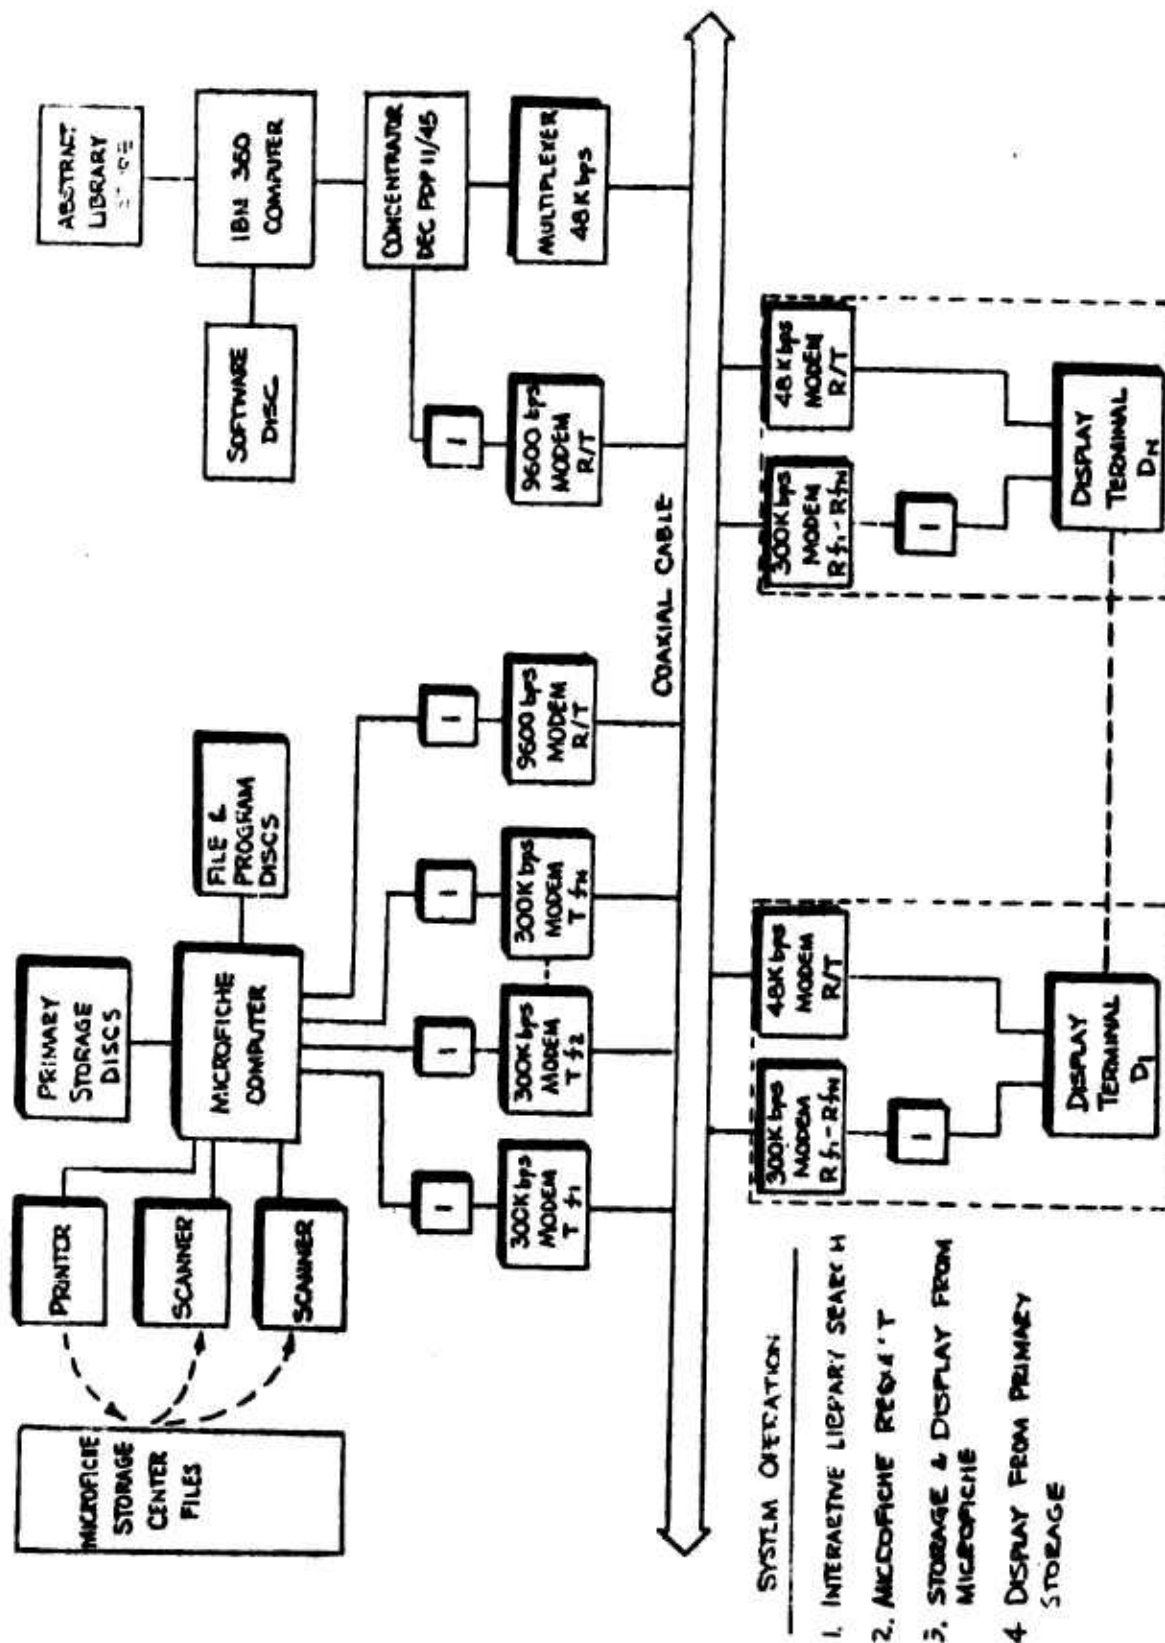 MICROFICHE
STORAGE
CENTER
FILES
PRINTER
SCANNER
SCANNER
PRIMARY
STORAGE
DISCS
MICROFICHE
COMPUTER
FILE &
PROGRAM
DISCS
ABSTRACT
LIBRARY
SOFTWARE
DISC
IBM 360
COMPUTER
CONCENTRATOR
DEC PDP 11/45
MULTIPLEXER
48K bps
I
I
I
I
I
300K bps
MODEM
T f1
300K bps
MODEM
T f2
300K bps
MODEM
T fN
9600 bps
MODEM
R/T
9600 bps
MODEM
R/T
COAXIAL CABLE
300K bps
MODEM
R f1 - R fN
48K bps
MODEM
R/T
I
DISPLAY
TERMINAL
D1
300K bps
MODEM
R f1 - R fN
48K bps
MODEM
R/T
I
DISPLAY
TERMINAL
DN
SYSTEM OPERATION
1. INTERACTIVE LIBRARY SEARCH
2. MICROFICHE
3. STORAGE & DISPLAY FROM
MICROFICHE
4 DISPLAY FROM PRIMARY
STORAGE